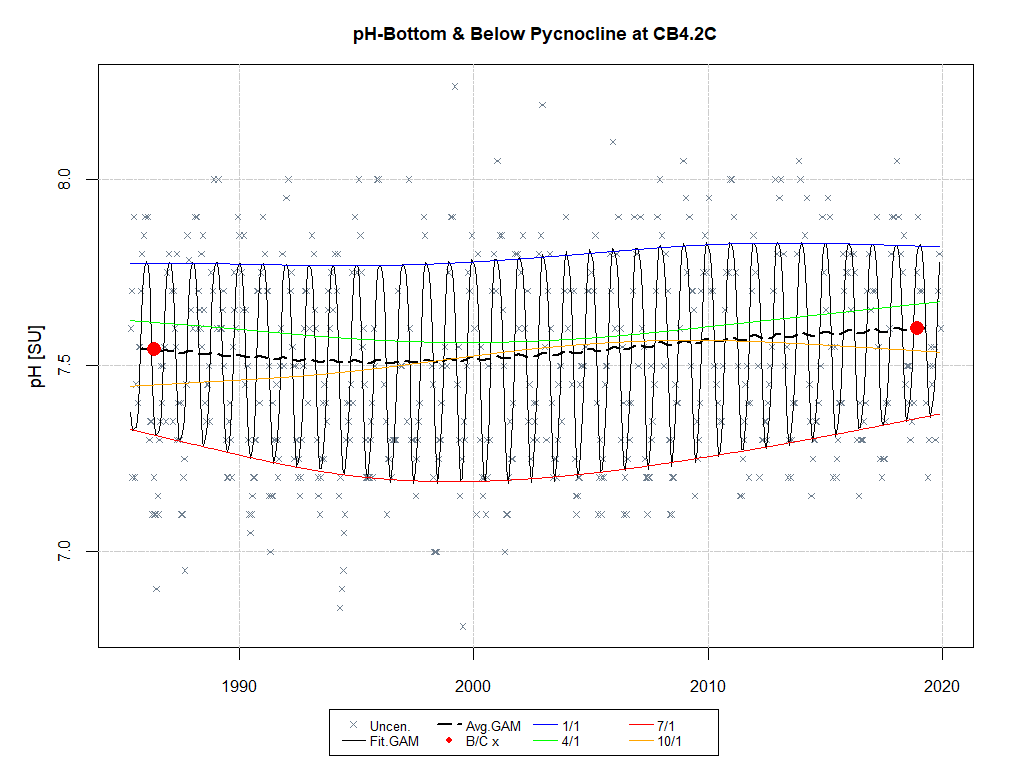 pH-Bottom & Below Pycnocline at CB4.2C
pH [SU]
8.0
7.5
7.0
1990 2000 2010 2020
Uncen. Avg.GAM 1/1 7/1
Fit.GAM B/C x 4/1 10/1